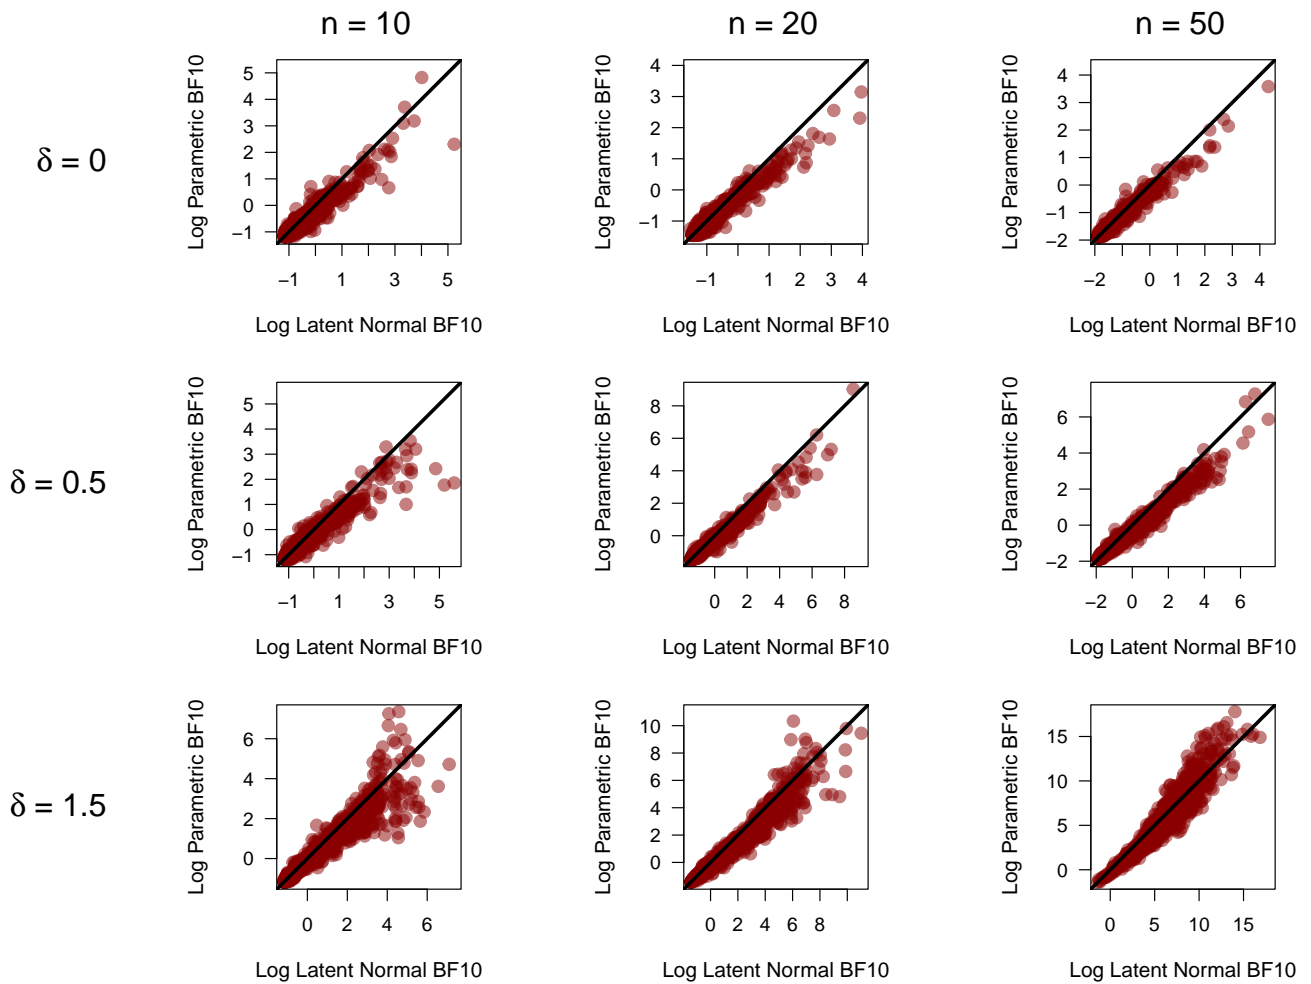 n = 10
n = 20
n = 50
δ = 0
Log Parametric BF10
5
4
3
2
1
0
−1
−1 1 3 5
Log Latent Normal BF10
Log Parametric BF10
4
3
2
1
0
−1
−1 1 2 3 4
Log Latent Normal BF10
Log Parametric BF10
4
3
2
1
0
−1
−2
−2 0 1 2 3 4
Log Latent Normal BF10
δ = 0.5
Log Parametric BF10
5
4
3
2
1
0
−1
−1 1 3 5
Log Latent Normal BF10
Log Parametric BF10
8
6
4
2
0
0 2 4 6 8
Log Latent Normal BF10
Log Parametric BF10
6
4
2
0
−2
−2 0 2 4 6
Log Latent Normal BF10
δ = 1.5
Log Parametric BF10
6
4
2
0
0 2 4 6
Log Latent Normal BF10
Log Parametric BF10
10
8
6
4
2
0
0 2 4 6 8
Log Latent Normal BF10
Log Parametric BF10
15
10
5
0
0 5 10 15
Log Latent Normal BF10